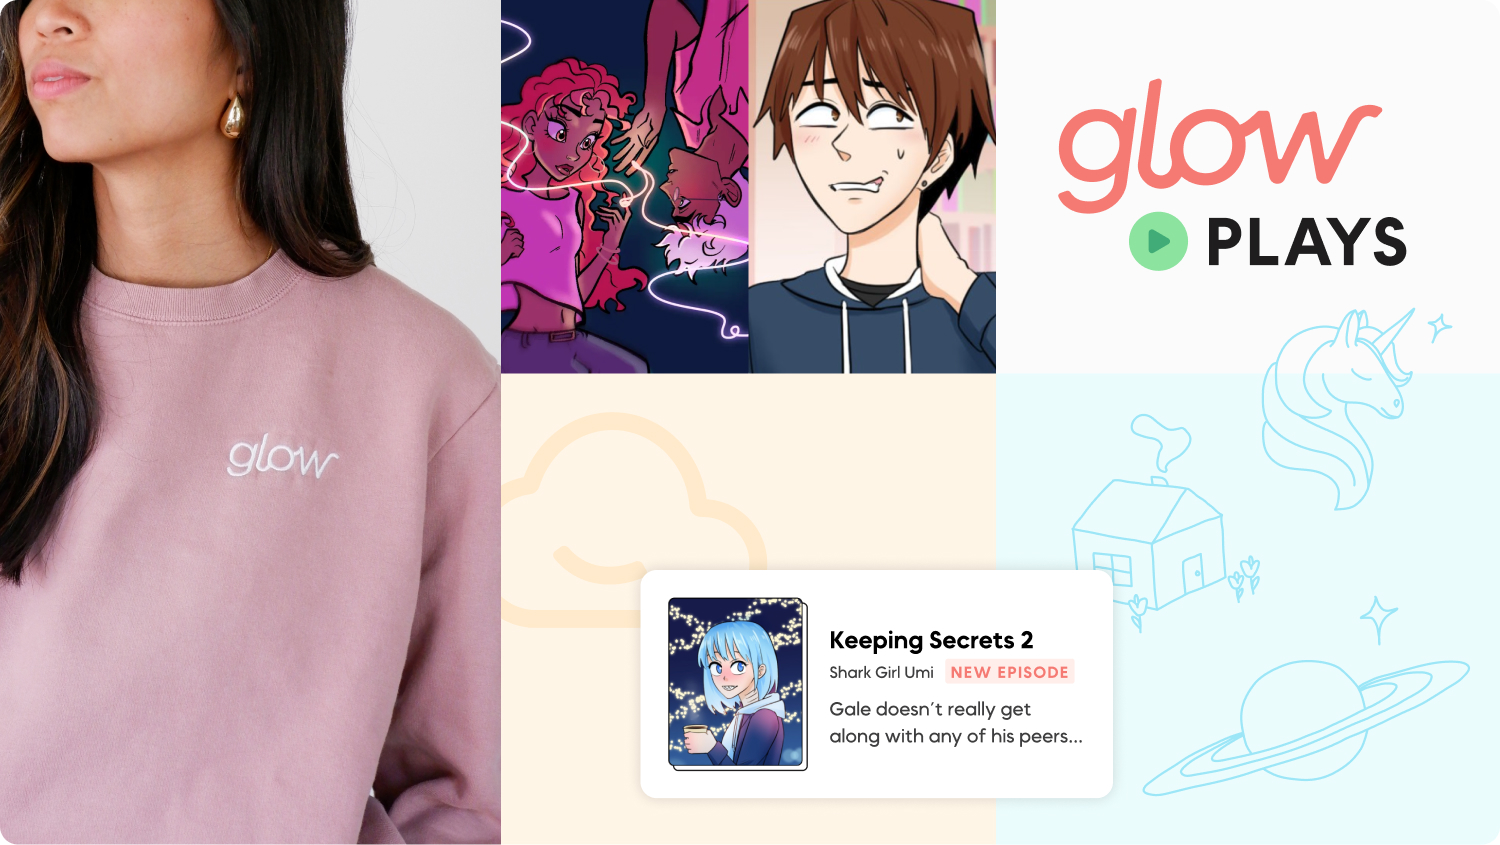 glow
glow
PLAYS
Keeping Secrets 2
Shark Girl Umi NEW EPISODE
Gale doesn't really get
along with any of his peers...